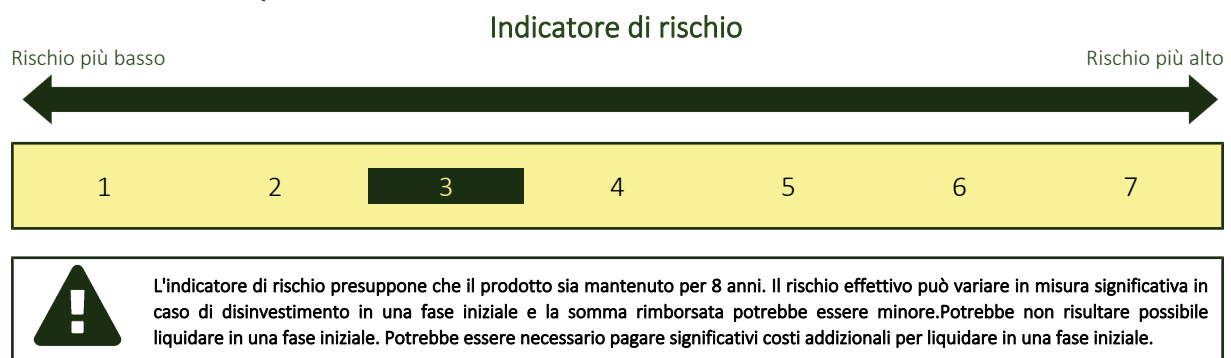 Indicatore di rischio
Rischio più basso
Rischio più alto
1 2 3 4 5 6 7
L'indicatore di rischio presuppone che il prodotto sia mantenuto per 8 anni. Il rischio effettivo può variare in misura significativa in
caso di disinvestimento in una fase iniziale e la somma rimborsata potrebbe essere minore.Potrebbe non risultare possibile
liquidare in una fase iniziale. Potrebbe essere necessario pagare significativi costi addizionali per liquidare in una fase iniziale.